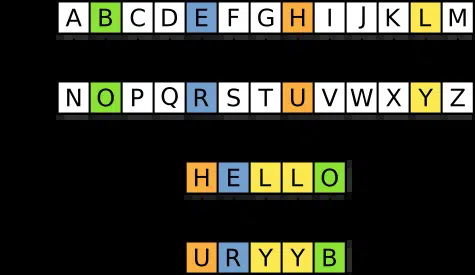 A B C D E F G H I J K L M
N O P Q R S T U V W X Y Z
H E L L O
U R Y Y B